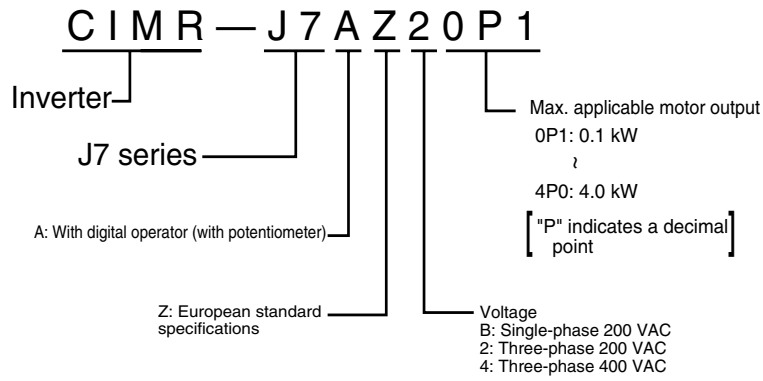 CIMR—J7AZ20P1
Inverter
J7 series
A: With digital operator (with potentiometer)
Z: European standard
specifications
Max. applicable motor output
0P1: 0.1 kW
~
4P0: 4.0 kW
["P" indicates a decimal
point]
Voltage
B: Single-phase 200 VAC
2: Three-phase 200 VAC
4: Three-phase 400 VAC